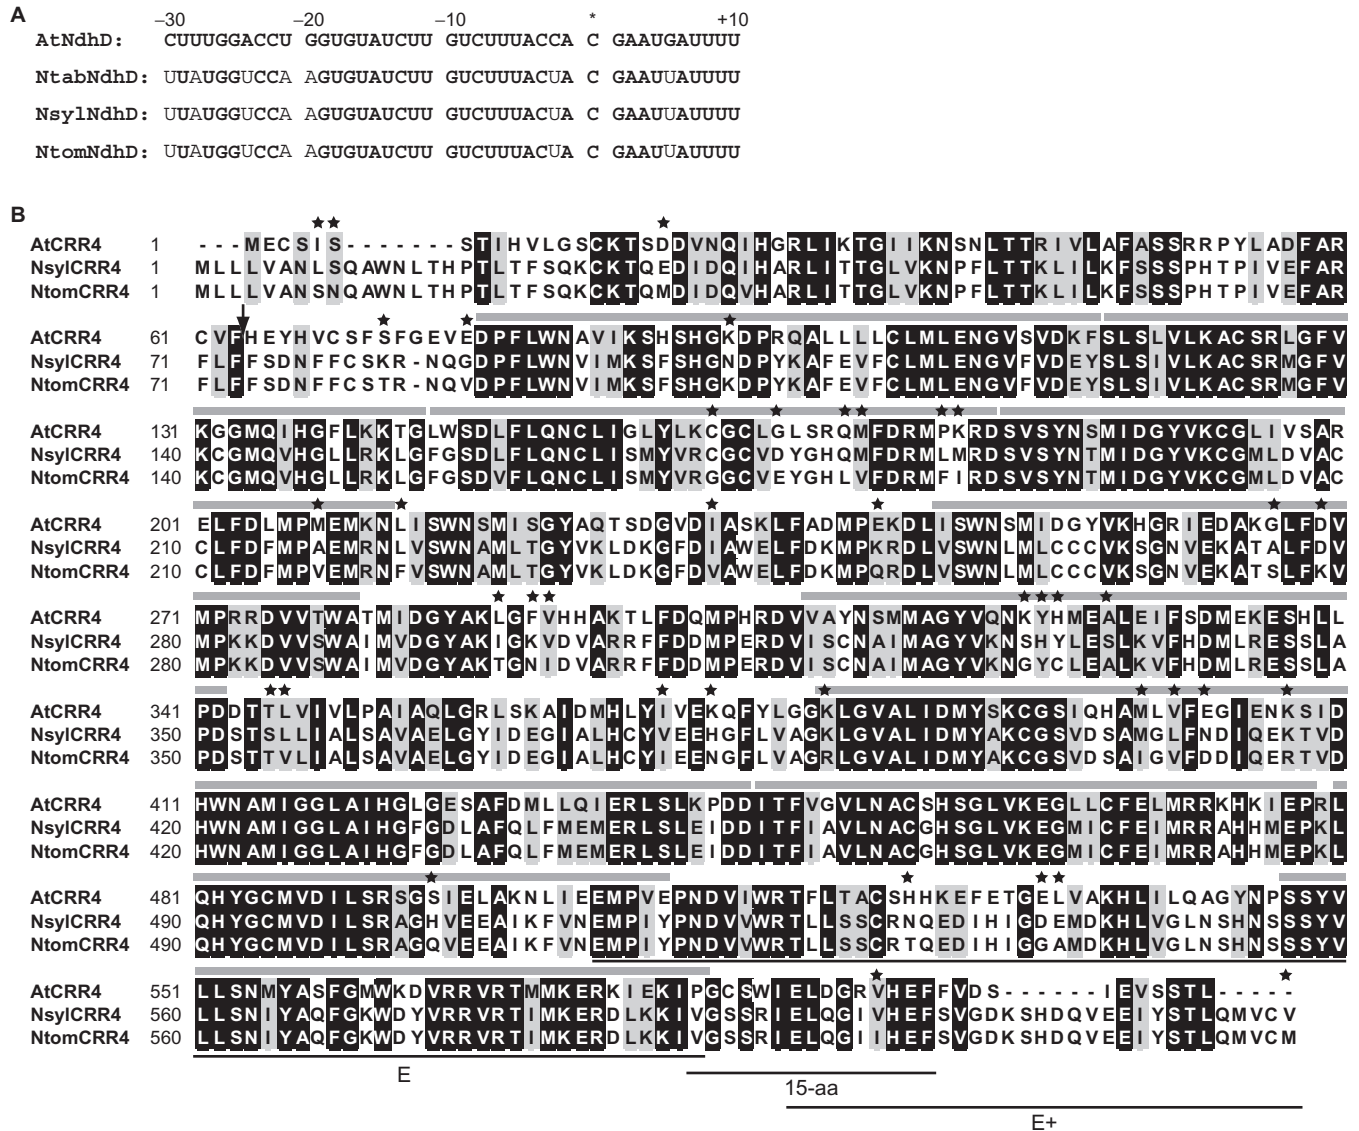 A
−30 −20 −10 * +10
AtNdhD: CUUUGGACCU GGUGUAUCUU GUCUUUACCA C GAAUGAUUUU
NtabNdhD: UUAUGGUCCA AGUGUAUCUU GUCUUUACUA C GAAUUAUUUU
NsylNdhD: UUAUGGUCCA AGUGUAUCUU GUCUUUACUA C GAAUUAUUUU
NtomNdhD: UUAUGGUCCA AGUGUAUCUU GUCUUUACUA C GAAUUAUUUU
B
AtCRR4 1 ---MECSIS-------STIHVLGSCKTSDDVNQIHGRLIKTGIIKNSNLTTRIVLAFASSRRPYLADFAR
NsylCRR4 1 MLLLVANLSQAWNLTHPTLTFSQKCKTQEDIDQIHARLITTGLVKNPFLTTKLILKFSSSPHTPIVEFAR
NtomCRR4 1 MLLLVANSNQAWNLTHPTLTFSQKCKTQMDIDQVHARLITTGLVKNPFLTTKLILKFSSSPHTPIVEFAR
AtCRR4 61 CVFHEYHVCSFSFGEVEDPFLWNAVIKSHSHGKDPRQALLLLCLMLENGVSVDKFSLSLVLKACSRLGFV
NsylCRR4 71 FLFFSDNFFCSKR-NQGDPFLWNVIMKSFSHGNDPYKAFEVFCLMLENGVFVDEYSLSIVLKACSRMGFV
NtomCRR4 71 FLFFSDNFFCSTR-NQVDPFLWNVIMKSFSHGKDPYKAFEVFCLMLENGVFVDEYSLSIVLKACSRMGFV
AtCRR4 131 KGGMQIHGFLKKTGLWSDLFLQNCLIGLYLKCGCLGLSRQMFDRMPKRDSVSYNSMIDGYVKCGLIVSAR
NsylCRR4 140 KCGMQVHGLLRKLGFGSDLFLQNCLISMYVRCGCVDYGHQMFDRMLMRDSVSYNTMIDGYVKCGMLDVAC
NtomCRR4 140 KCGMQVHGLLRKLGFGSDVFLQNCLISMYVRGGCVEYGHLVFDRMFIRDSVSYNTMIDGYVKCGMLDVAC
AtCRR4 201 ELFDLMPMEMKNLISWNSMISGYAQTSDGVDIASKLFADMPEKDLISWNSMIDGYVKHGRIEDAKGLFDV
NsylCRR4 210 CLFDFMPAEMRNLVSWNAMLTGYVKLDKGFDIAWELFDKMPKRDLVSWNLMLCCCVKSGNVEKATALFDV
NtomCRR4 210 CLFDFMPVEMRNFVSWNAMLTGYVKLDKGFDVAWELFDKMPQRDLVSWNLMLCCCVKSGNVEKATSLFKV
AtCRR4 271 MPRRDVVTWATMIDGYAKLGFVHHAKTLFDQMPHRDVVAYNSMMAGYVQNKYHMEALEIFSDMEKESHLL
NsylCRR4 280 MPKKDVVSWAIMVDGYAKIGKVDVARRFFDDMPERDVISCNAIMAGYVKNSHYLESLKVFHDMLRESSLA
NtomCRR4 280 MPKKDVVSWAIMVDGYAKTGNIDVARRFFDDMPERDVISCNAIMAGYVKNGYCLEALKVFHDMLRESSLA
AtCRR4 341 PDDTTLVIVLPAIAQLGRLSKAIDMHLYIVEKQFYLGGKLGVALIDMYSKCGSIQHAMLVFEGIENKSID
NsylCRR4 350 PDSTSLLIALSAVAELGYIDEGIALHCYVEEHGFLVAGKLGVALIDMYAKCGSVDSAMGLFNDIQEKTVD
NtomCRR4 350 PDSTTVLIALSAVAELGYIDEGIALHCYIEENGFLVAGRLGVALIDMYAKCGSVDSAIGVFDDIQERTVD
AtCRR4 411 HWNAMIGGLAIHGLGESAFDMLLQIERLSLKPDDITFVGVLNACSHSGLVKEGLLCFELMRRKHKIEPRL
NsylCRR4 420 HWNAMIGGLAIHGFGDLAFQLFMEMERLSLEIDDITFIAVLNACGHSGLVKEGMICFEIMRRAHHMEPKL
NtomCRR4 420 HWNAMIGGLAIHGFGDLAFQLFMEMERLSLEIDDITFIAVLNACGHSGLVKEGMICFEIMRRAHHMEPKL
AtCRR4 481 QHYGCMVDILSRSGSIELAKNLIEEMPVEPNDVIWRTFLTACSHHKEFETGELVAKHLILQAGYNPSSYV
NsylCRR4 490 QHYGCMVDILSRAGHVEEAIKFVNEMPIYPNDVVWRTLLSSCRNQEDIHIGDEMDKHLVGLNSHNSSSYV
NtomCRR4 490 QHYGCMVDILSRAGQVEEAIKFVNEMPIYPNDVVWRTLLSSCRTQEDIHIGGAMDKHLVGLNSHNSSSYV
AtCRR4 551 LLSNMYASFGMWKDVRRVRTMMKERKIEKIPGCSWIELDGRVHEFFVDS------IEVSSTL-----
NsylCRR4 560 LLSNIYAQFGKWDYVRRVRTIMKERDLKKIVGSSRIELQGIVHEFSVGDKSHDQVEEIYSTLQMVCV
NtomCRR4 560 LLSNIYAQFGKWDYVRRVRTIMKERDLKKIVGSSRIELQGIIHEFSVGDKSHDQVEEIYSTLQMVCM
E
15-aa
E+